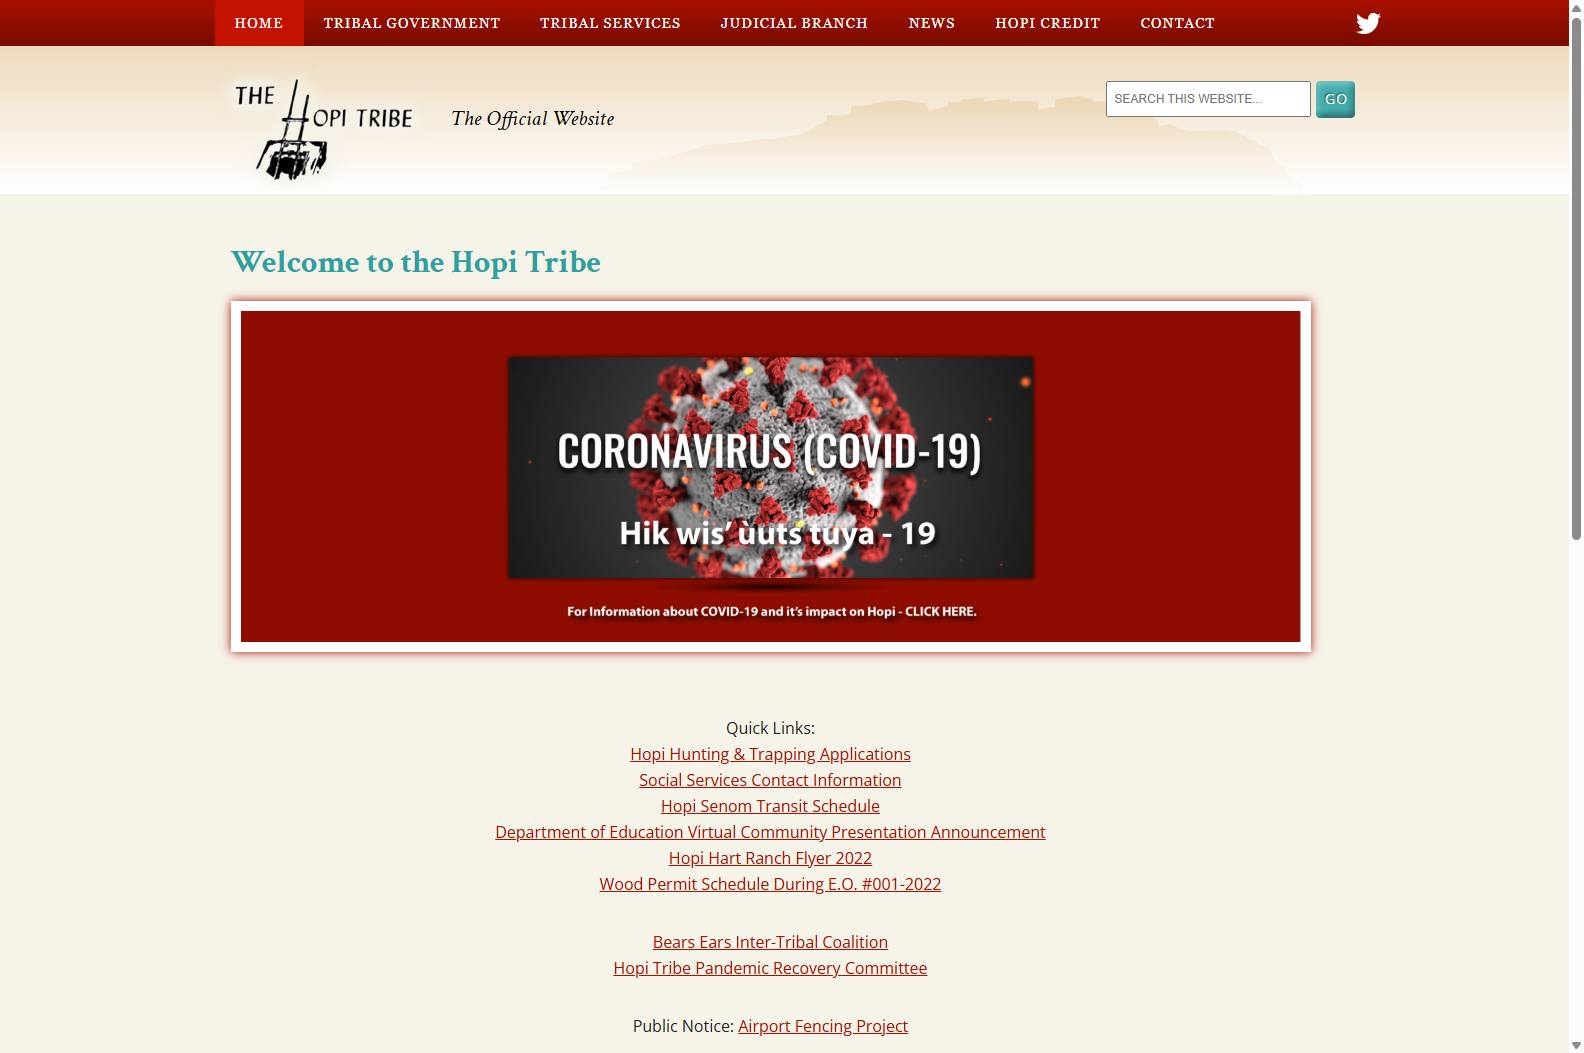 HOME TRIBAL GOVERNMENT TRIBAL SERVICES JUDICIAL BRANCH NEWS HOPI CREDIT CONTACT
THE HOPI TRIBE
The Official Website
SEARCH THIS WEBSITE...
GO
Welcome to the Hopi Tribe
CORONAVIRUS (COVID-19)
Hik wis’ ùuts tuya - 19
For Information about COVID-19 and it’s impact on Hopi - CLICK HERE.
Quick Links:
Hopi Hunting & Trapping Applications
Social Services Contact Information
Hopi Senom Transit Schedule
Department of Education Virtual Community Presentation Announcement
Hopi Hart Ranch Flyer 2022
Wood Permit Schedule During E.O. #001-2022
Bears Ears Inter-Tribal Coalition
Hopi Tribe Pandemic Recovery Committee
Public Notice: Airport Fencing Project